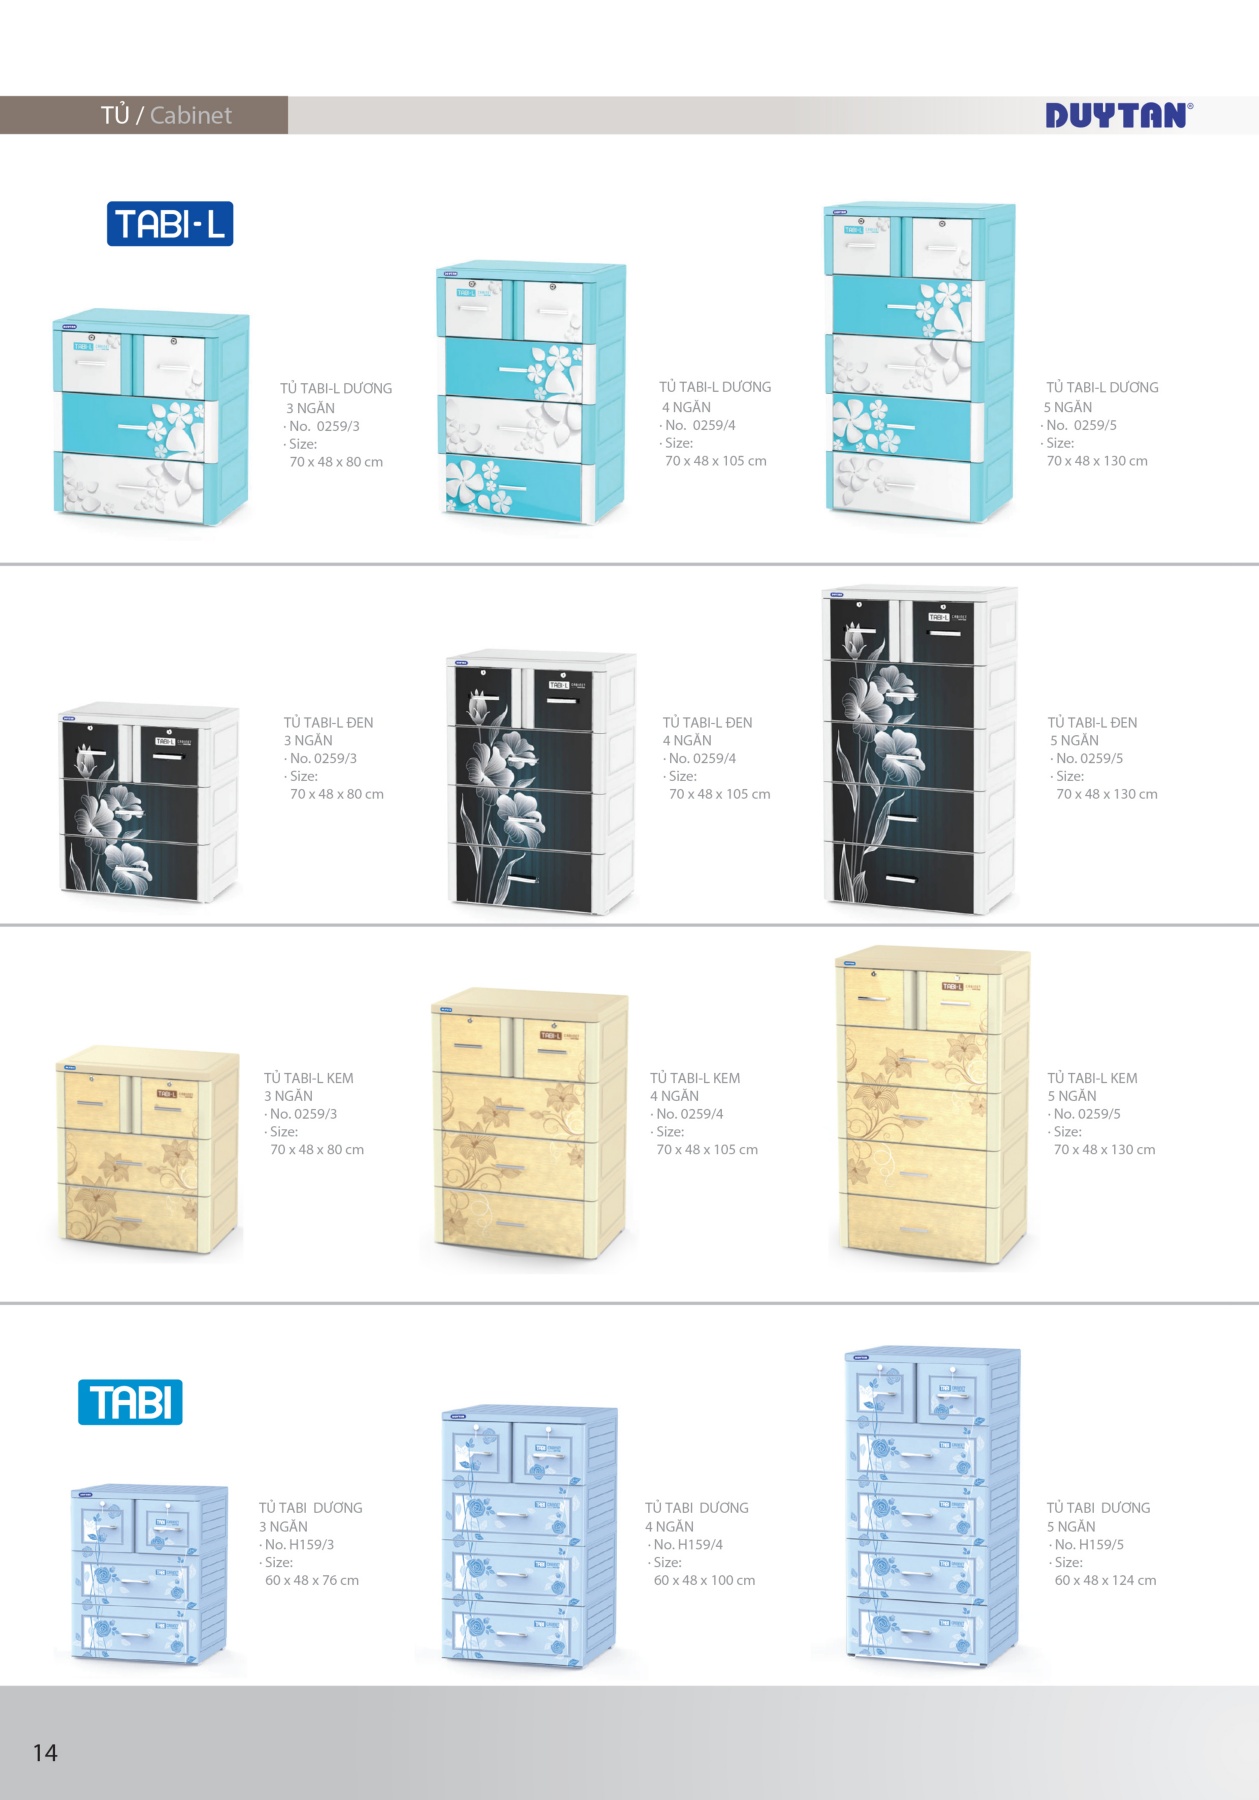 TỦ / Cabinet
DUYTAN®
TABI-L
TỦ TABI-L DƯƠNG
3 NGĂN
· No. 0259/3
· Size:
70 x 48 x 80 cm
TỦ TABI-L DƯƠNG
4 NGĂN
· No. 0259/4
· Size:
70 x 48 x 105 cm
TỦ TABI-L DƯƠNG
5 NGĂN
· No. 0259/5
· Size:
70 x 48 x 130 cm
TỦ TABI-L ĐEN
3 NGĂN
· No. 0259/3
· Size:
70 x 48 x 80 cm
TỦ TABI-L ĐEN
4 NGĂN
· No. 0259/4
· Size:
70 x 48 x 105 cm
TỦ TABI-L ĐEN
5 NGĂN
· No. 0259/5
· Size:
70 x 48 x 130 cm
TỦ TABI-L KEM
3 NGĂN
· No. 0259/3
· Size:
70 x 48 x 80 cm
TỦ TABI-L KEM
4 NGĂN
· No. 0259/4
· Size:
70 x 48 x 105 cm
TỦ TABI-L KEM
5 NGĂN
· No. 0259/5
· Size:
70 x 48 x 130 cm
TABI
TỦ TABI DƯƠNG
3 NGĂN
· No. H159/3
· Size:
60 x 48 x 76 cm
TỦ TABI DƯƠNG
4 NGĂN
· No. H159/4
· Size:
60 x 48 x 100 cm
TỦ TABI DƯƠNG
5 NGĂN
· No. H159/5
· Size:
60 x 48 x 124 cm
14